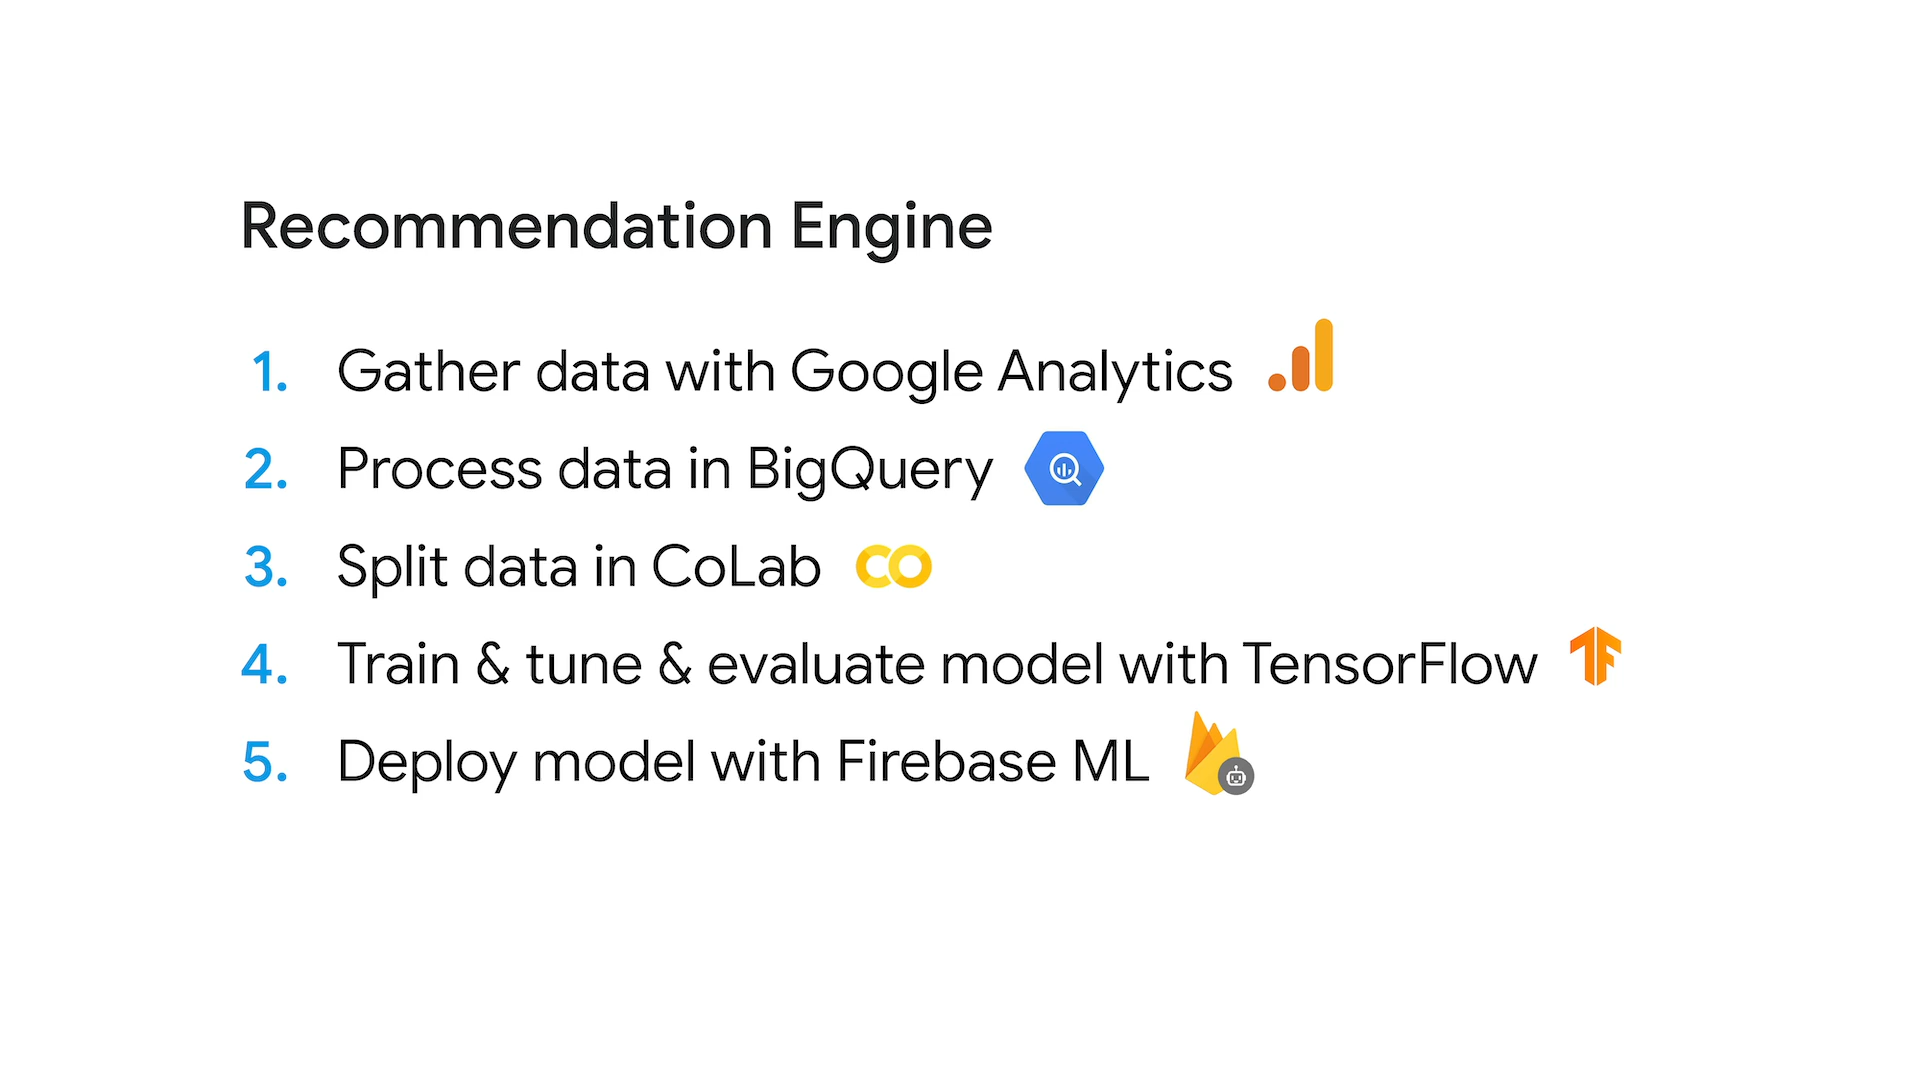 Recommendation Engine
1. Gather data with Google Analytics
2. Process data in BigQuery
3. Split data in CoLab
4. Train & tune & evaluate model with TensorFlow
5. Deploy model with Firebase ML